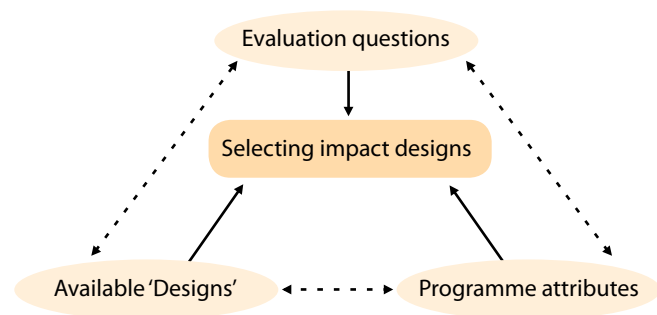 Evaluation questions
Selecting impact designs
Available ‘Designs’
Programme attributes